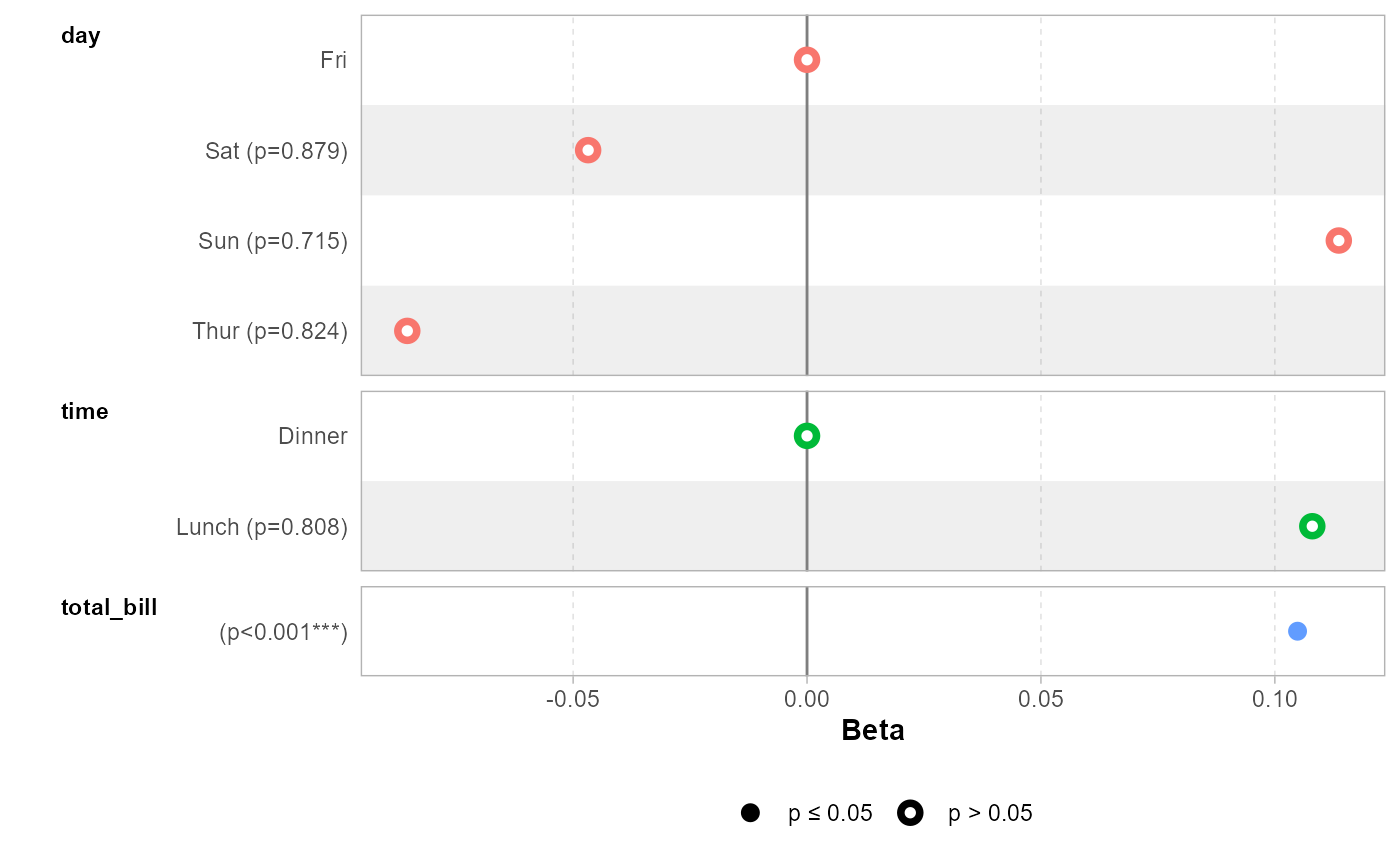 day
Fri
Sat (p=0.879)
Sun (p=0.715)
Thur (p=0.824)
time
Dinner
Lunch (p=0.808)
total_bill
(p<0.001***)
-0.05 0.00 0.05 0.10
Beta
p ≤ 0.05 p > 0.05